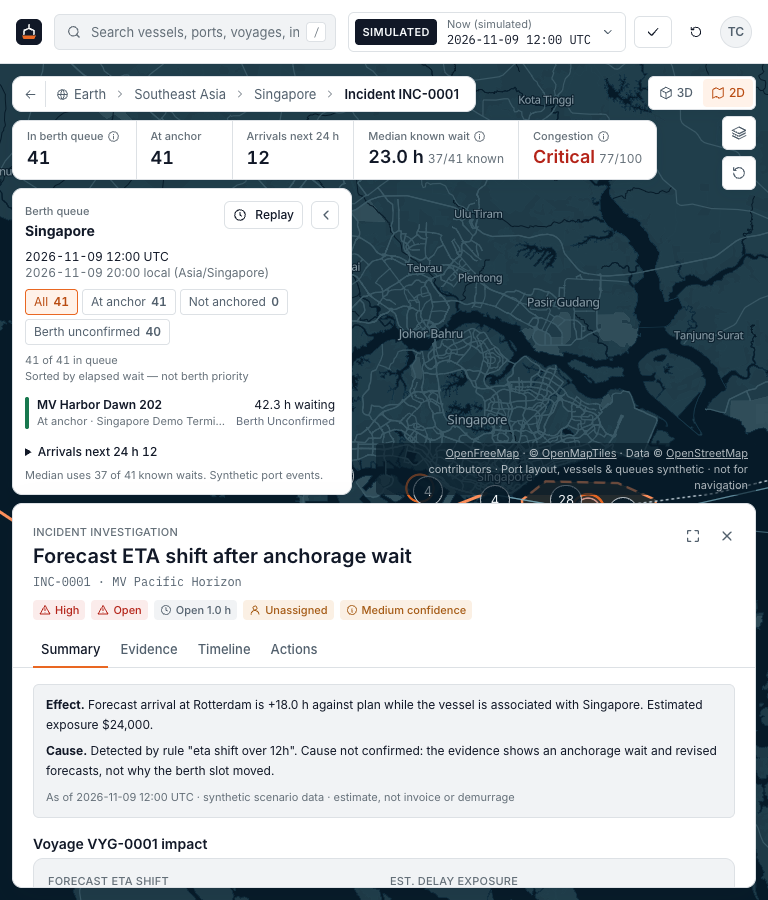 Search vessels, ports, voyages, in /
SIMULATED
Now (simulated)
2026-11-09 12:00 UTC
TC
Earth
Southeast Asia
Singapore
Incident INC-0001
3D
2D
Kota Tinggi
In berth queue
41
At anchor
41
Arrivals next 24 h
12
Median known wait
23.0 h 37/41 known
Congestion
Critical 77/100
Berth queue
Singapore
Replay
2026-11-09 12:00 UTC
2026-11-09 20:00 local (Asia/Singapore)
All 41
At anchor 41
Not anchored 0
Berth unconfirmed 40
41 of 41 in queue
Sorted by elapsed wait — not berth priority
MV Harbor Dawn 202
42.3 h waiting
At anchor · Singapore Demo Termi...
Berth Unconfirmed
Arrivals next 24 h 12
Median uses 37 of 41 known waits. Synthetic port events.
Ulu Tiram
Tebrau
Plentong
Pasir Gudang
Johor Bahru
Tanjung Surat
Singapore
OpenFreeMap · © OpenMapTiles · Data © OpenStreetMap
contributors · Port layout, vessels & queues synthetic · not for
navigation
Singapore
4
4
28
INCIDENT INVESTIGATION
Forecast ETA shift after anchorage wait
INC-0001 · MV Pacific Horizon
High
Open
Open 1.0 h
Unassigned
Medium confidence
Summary
Evidence
Timeline
Actions
Effect. Forecast arrival at Rotterdam is +18.0 h against plan while the vessel is associated with Singapore. Estimated
exposure $24,000.
Cause. Detected by rule "eta shift over 12h". Cause not confirmed: the evidence shows an anchorage wait and revised
forecasts, not why the berth slot moved.
As of 2026-11-09 12:00 UTC · synthetic scenario data · estimate, not invoice or demurrage
Voyage VYG-0001 impact
FORECAST ETA SHIFT
EST. DELAY EXPOSURE